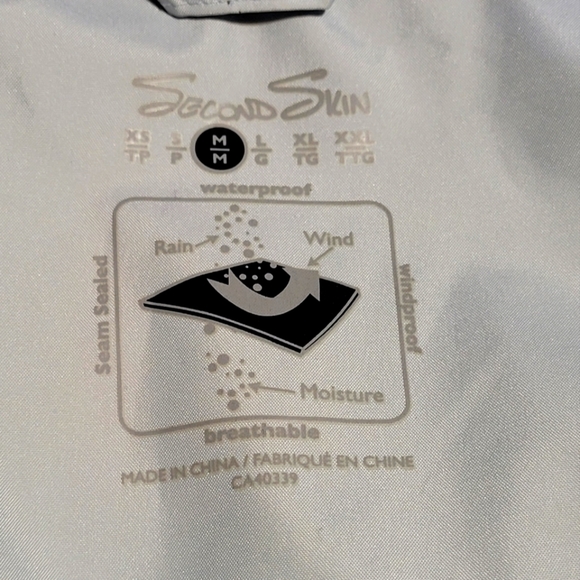 SECOND SKIN
XS S M L XL XXL
TP P M G TG TTG
waterproof
Rain
Wind
Seam Sealed
windproof
Moisture
breathable
MADE IN CHINA / FABRIQUÉ EN CHINE
CA40339